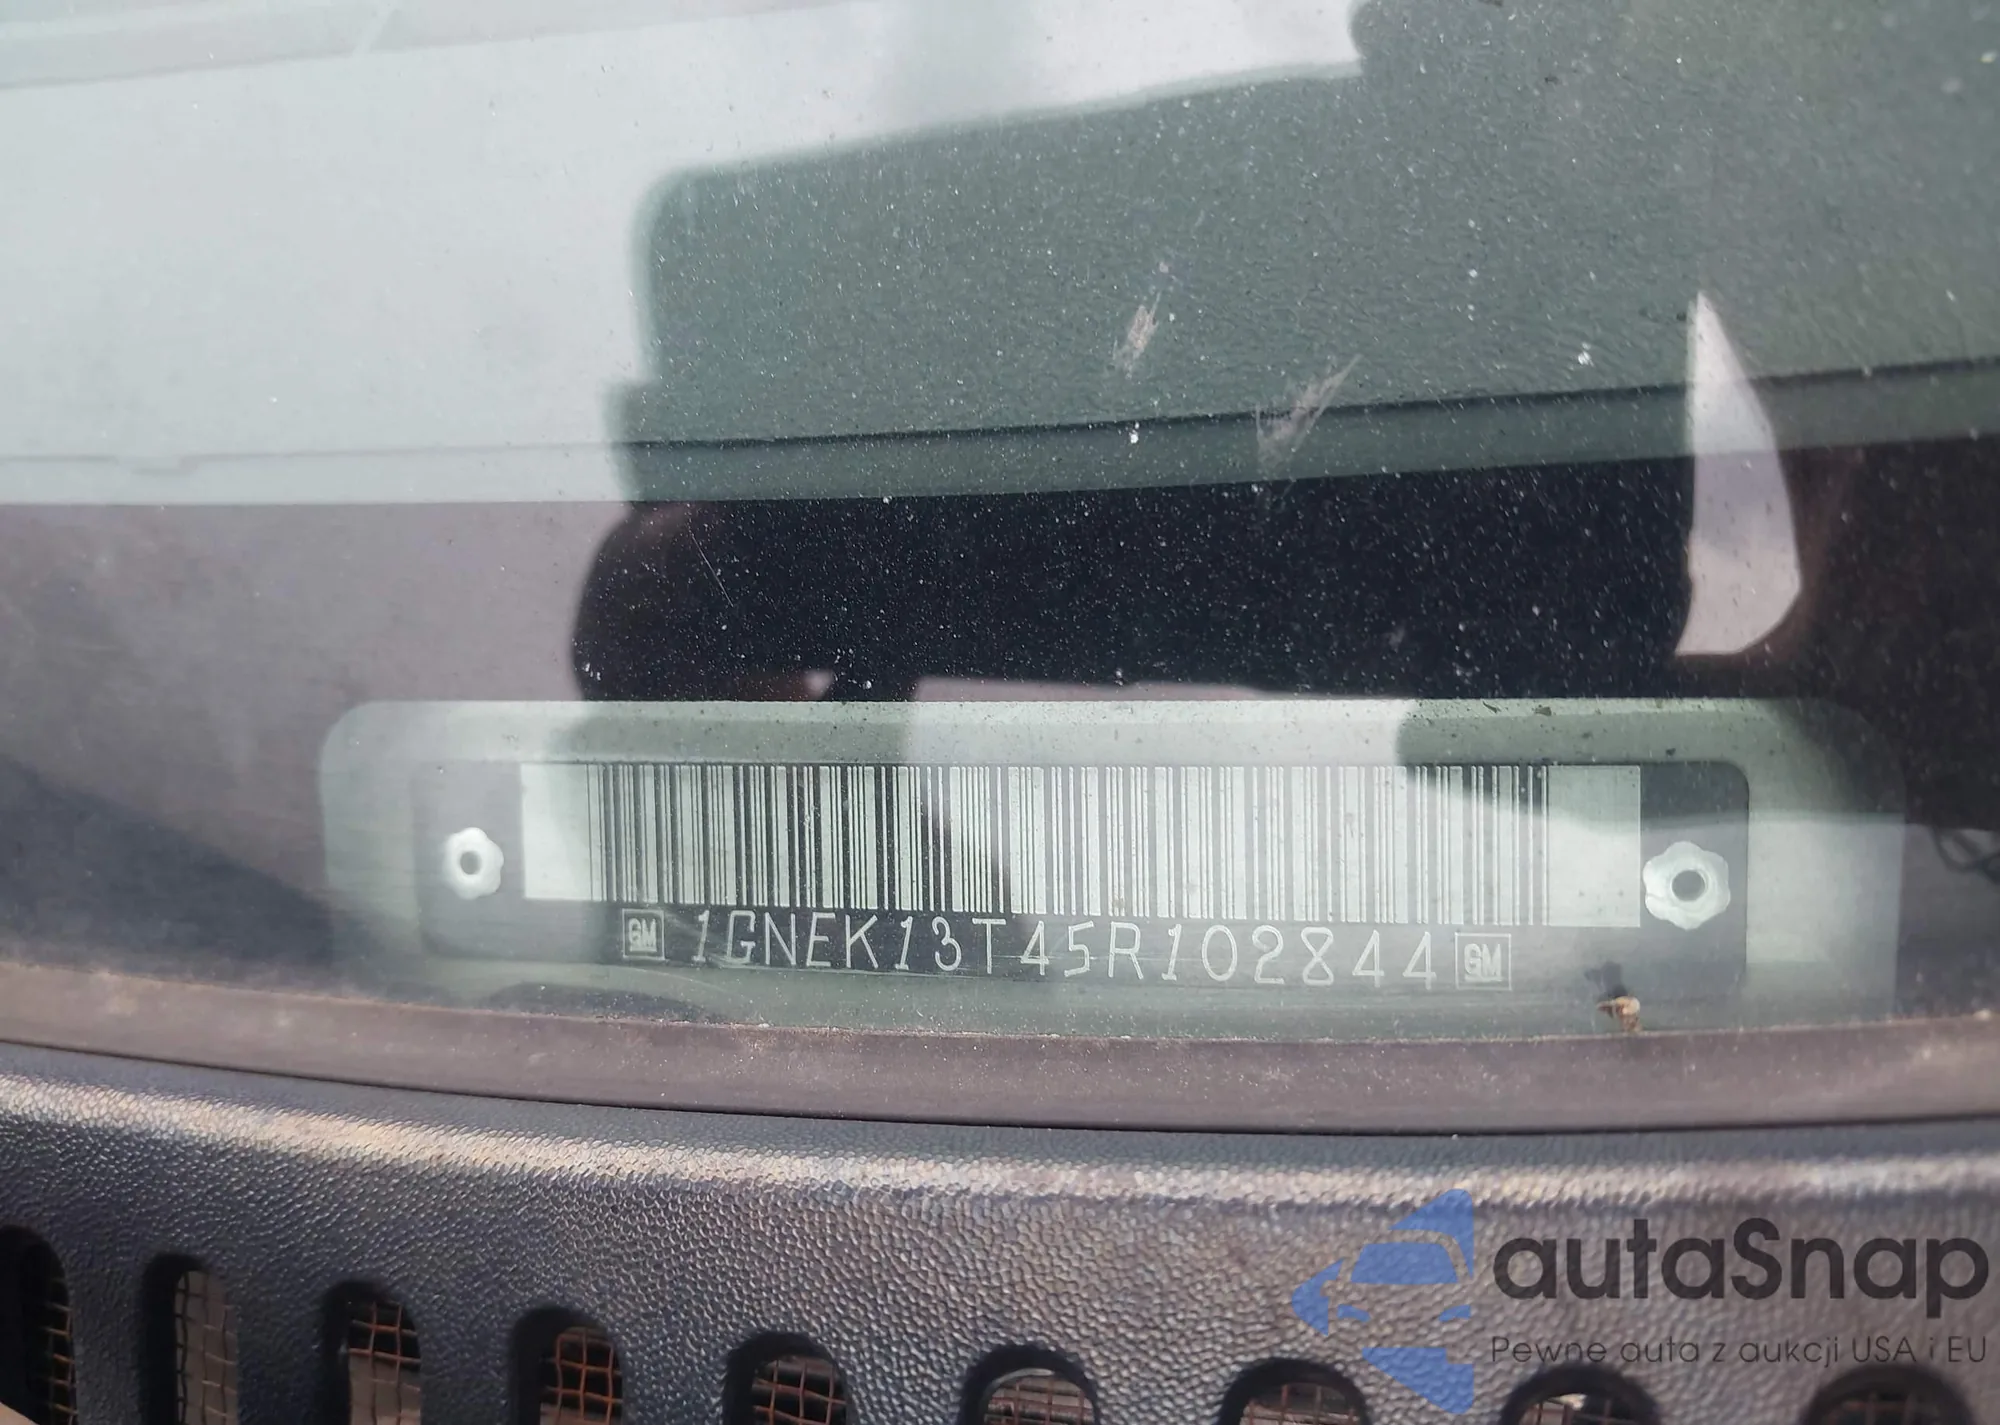 GM 1GNEK13T45R102844 GM
autaSnap
Pewne auta z aukcji USA i EU